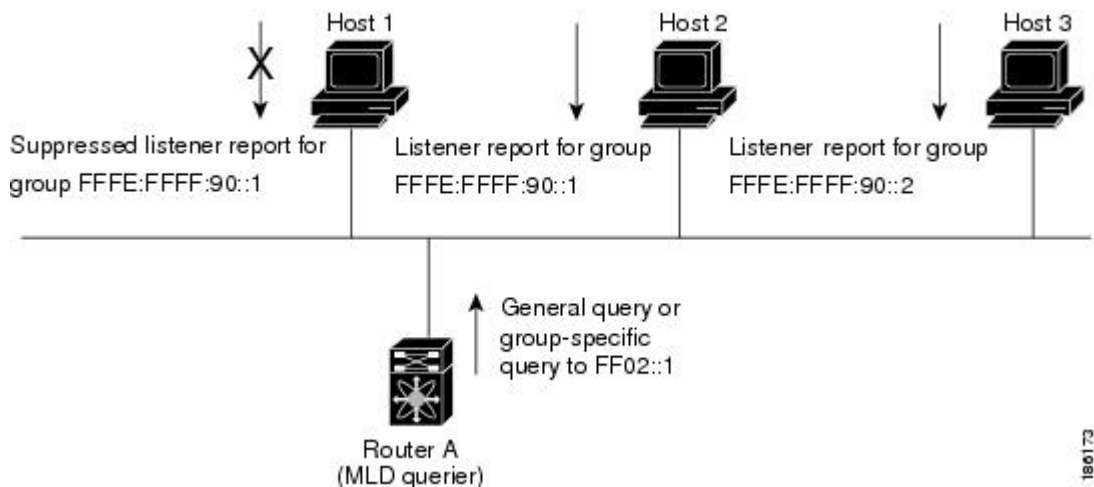 Host 1
Host 2
Host 3
X
Suppressed listener report for
group FFFE:FFFF:90::1
Listener report for group
FFFE:FFFF:90::1
Listener report for group
FFFE:FFFF:90::2
General query or
group-specific
query to FF02::1
Router A
(MLD querier)
186173